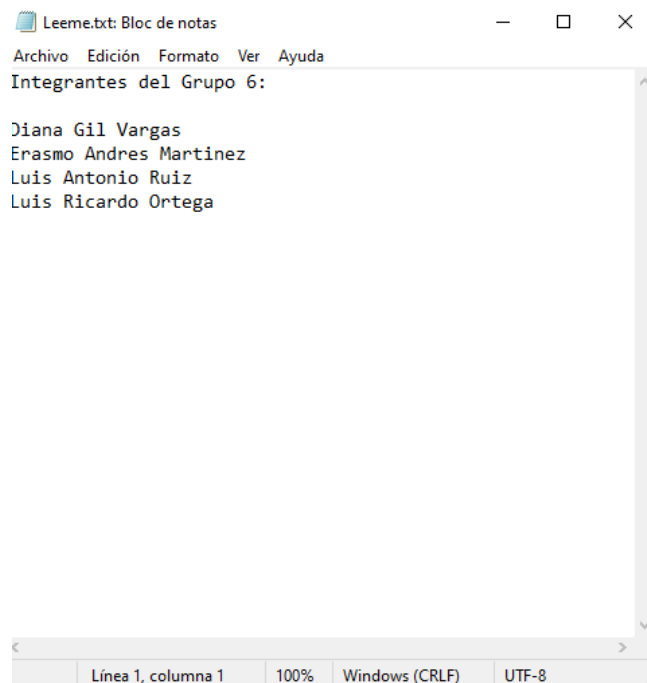 Leeme.txt: Bloc de notas
Archivo Edición Formato Ver Ayuda
Integrantes del Grupo 6:
Diana Gil Vargas
Erasmo Andres Martinez
Luis Antonio Ruiz
Luis Ricardo Ortega
Línea 1, columna 1 100% Windows (CRLF) UTF-8